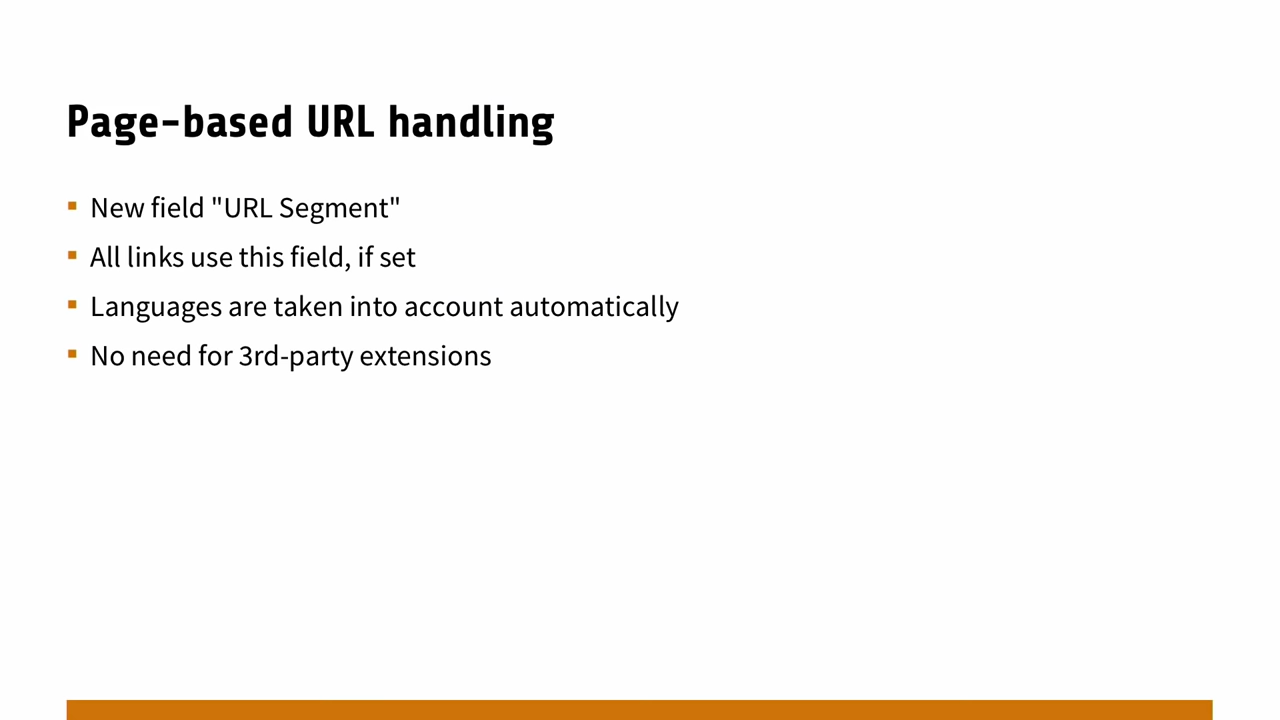 Page-based URL handling
New field "URL Segment"
All links use this field, if set
Languages are taken into account automatically
No need for 3rd-party extensions